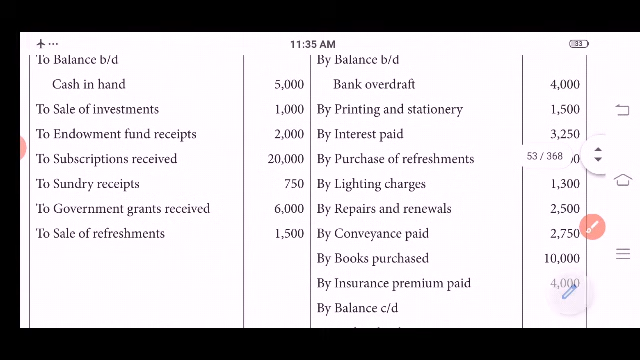 11:35 AM
33
To Balance b/d By Balance b/d
Cash in hand 5,000 Bank overdraft 4,000
To Sale of investments 1,000 By Printing and stationery 1,500
To Endowment fund receipts 2,000 By Interest paid 3,250
To Subscriptions received 20,000 By Purchase of refreshments 53 / 368
To Sundry receipts 750 By Lighting charges 1,300
To Government grants received 6,000 By Repairs and renewals 2,500
To Sale of refreshments 1,500 By Conveyance paid 2,750
By Books purchased 10,000
By Insurance premium paid 4,000
By Balance c/d